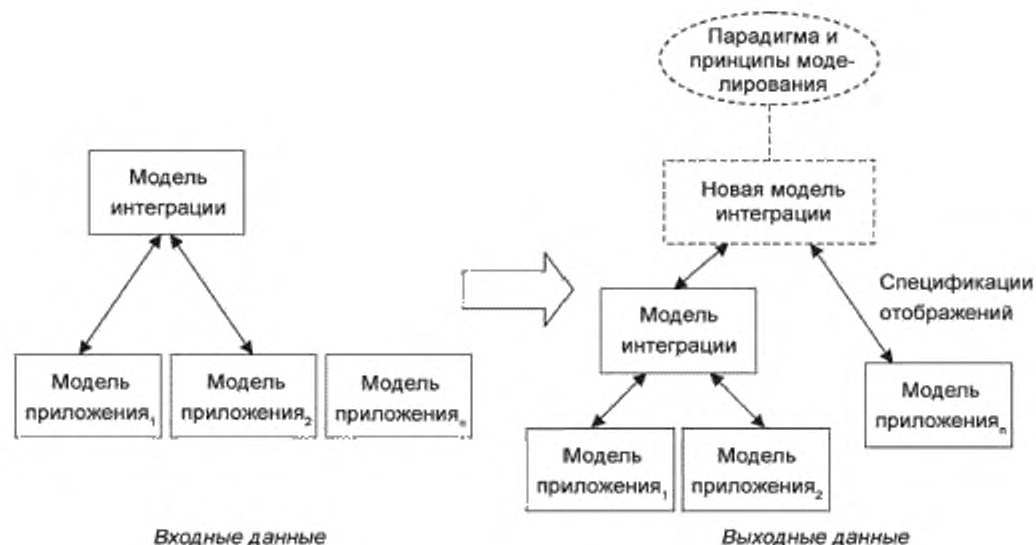 Модель
интеграции
Модель
приложения₁
Модель
приложения₂
Модель
приложенияₙ
Входные данные
Парадигма и
принципы моде-
лирования
Новая модель
интеграции
Спецификации
отображений
Модель
интеграции
Модель
приложенияₙ
Модель
приложения₁
Модель
приложения₂
Выходные данные